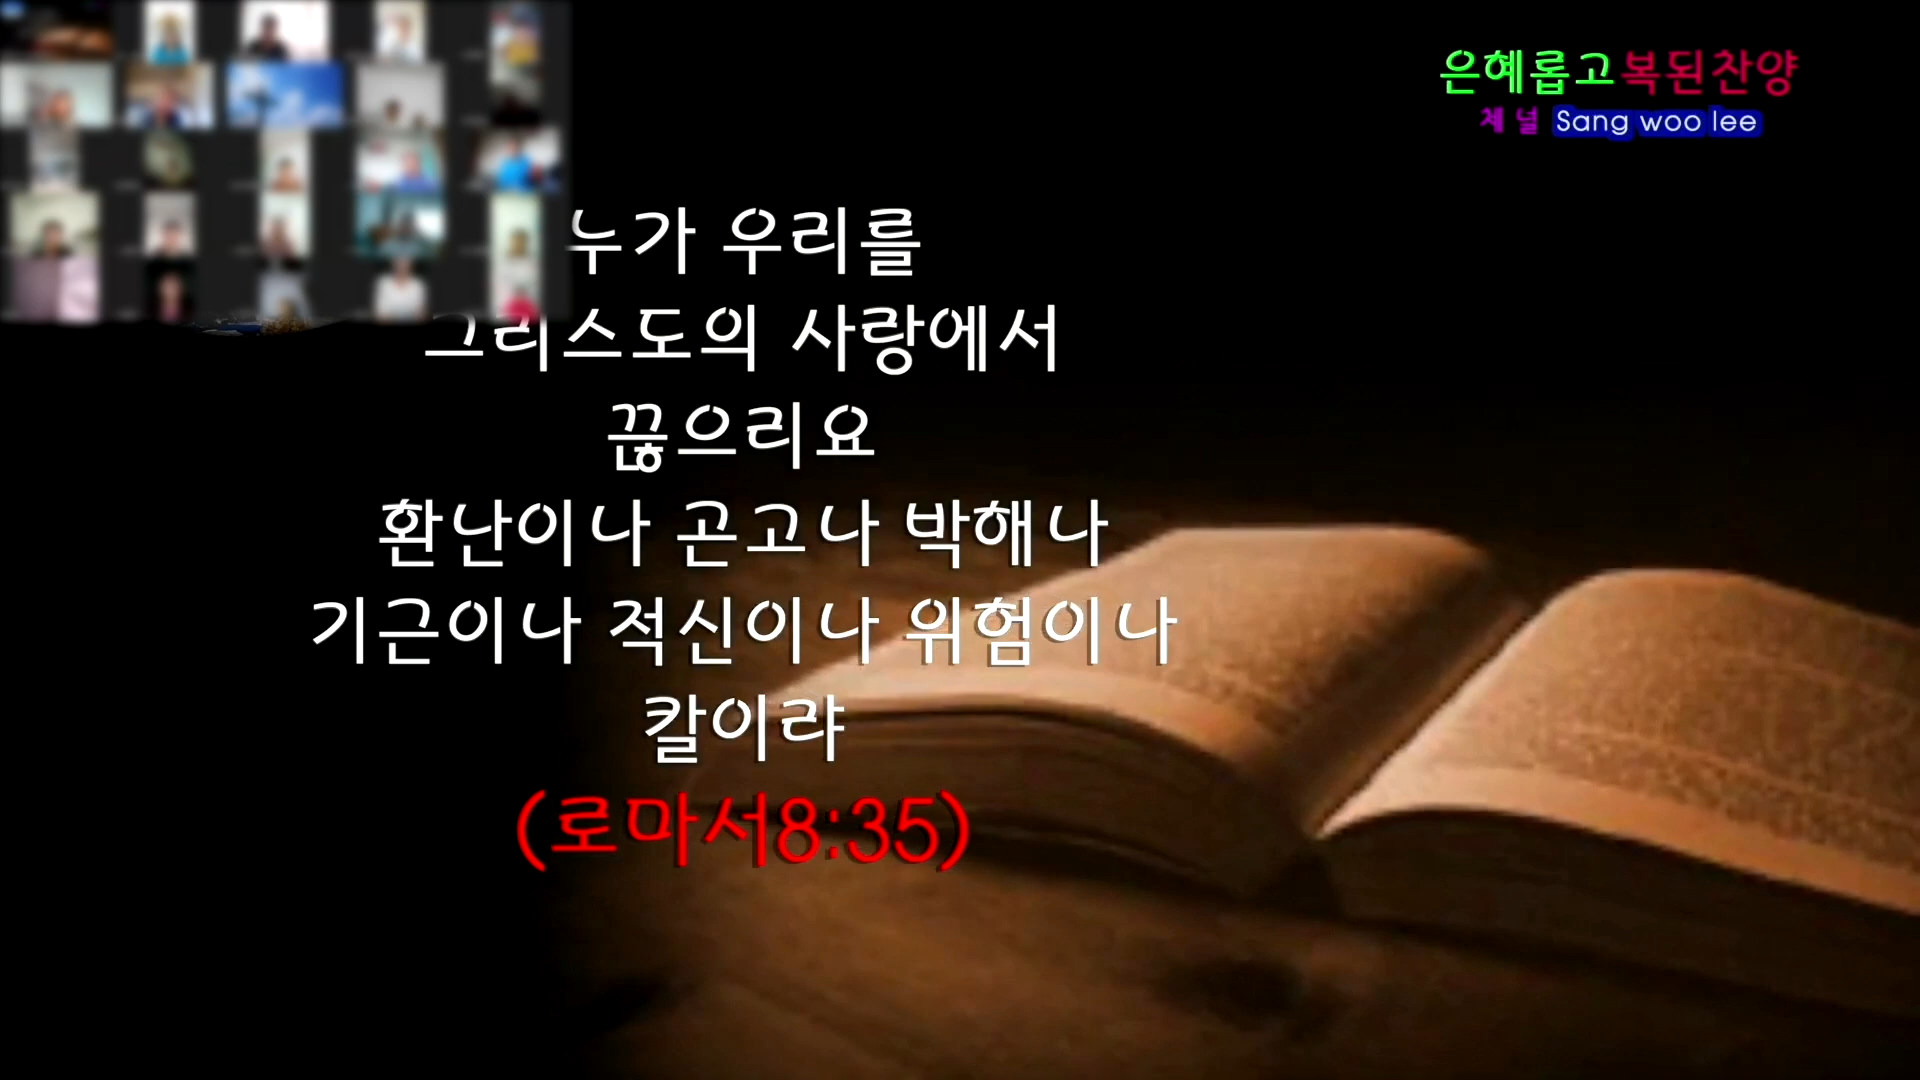 은혜롭고복된찬양
채널 Sang woo lee
누가 우리를
그리스도의 사랑에서
끊으리요
환난이나 곤고나 박해나
기근이나 적신이나 위험이나
칼이랴
(로마서8:35)